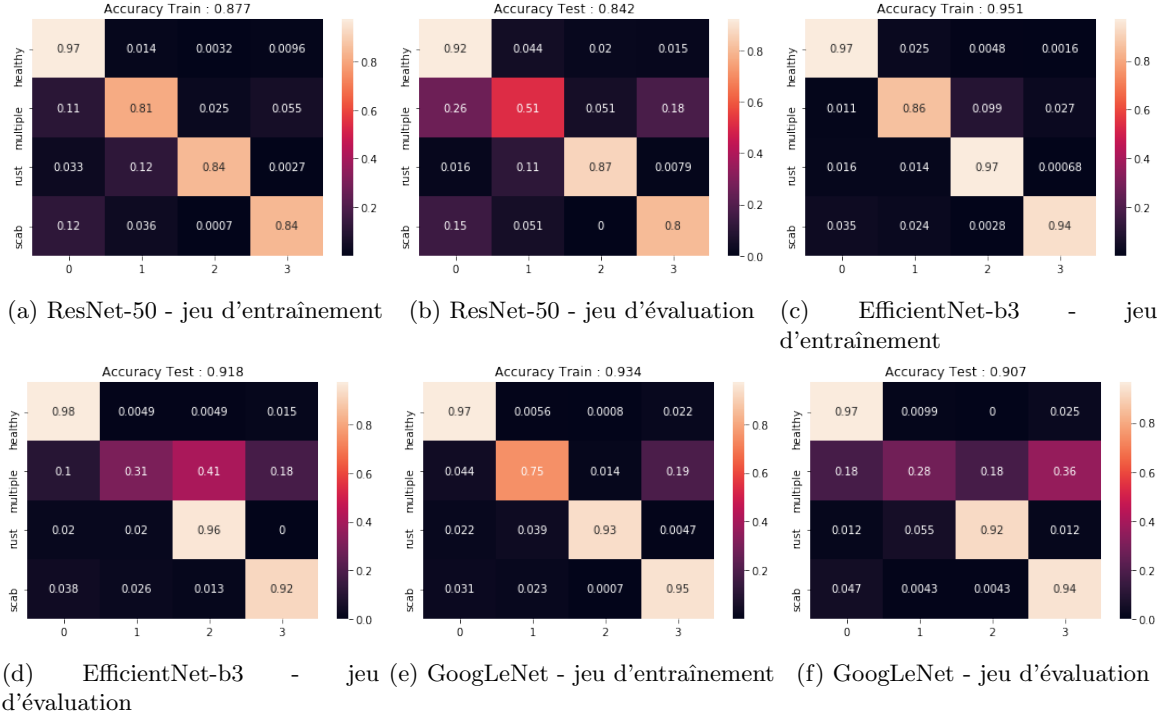 Accuracy Train : 0.877
healthy 0.97 0.014 0.0032 0.0096
multiple 0.11 0.81 0.025 0.055
rust 0.033 0.12 0.84 0.0027
scab 0.12 0.036 0.0007 0.84
0 1 2 3
0.8
0.6
0.4
0.2
(a) ResNet-50 - jeu d'entraînement
Accuracy Test : 0.842
0.92 0.044 0.02 0.015
0.26 0.51 0.051 0.18
0.016 0.11 0.87 0.0079
0.15 0.051 0 0.8
0 1 2 3
0.8
0.6
0.4
0.2
0.0
(b) ResNet-50 - jeu d'évaluation
Accuracy Train : 0.951
healthy 0.97 0.025 0.0048 0.0016
multiple 0.011 0.86 0.099 0.027
rust 0.016 0.014 0.97 0.00068
scab 0.035 0.024 0.0028 0.94
0 1 2 3
0.8
0.6
0.4
0.2
(c) EfficientNet-b3 - jeu
d'entraînement
Accuracy Test : 0.918
healthy 0.98 0.0049 0.0049 0.015
multiple 0.1 0.31 0.41 0.18
rust 0.02 0.02 0.96 0
scab 0.038 0.026 0.013 0.92
0 1 2 3
0.8
0.6
0.4
0.2
0.0
(d) EfficientNet-b3 - jeu
d'évaluation
Accuracy Train : 0.934
healthy 0.97 0.0056 0.0008 0.022
multiple 0.044 0.75 0.014 0.19
rust 0.022 0.039 0.93 0.0047
scab 0.031 0.023 0.0007 0.95
0 1 2 3
0.8
0.6
0.4
0.2
(e) GoogLeNet - jeu d'entraînement
Accuracy Test : 0.907
healthy 0.97 0.0099 0 0.025
multiple 0.18 0.28 0.18 0.36
rust 0.012 0.055 0.92 0.012
scab 0.047 0.0043 0.0043 0.94
0 1 2 3
0.8
0.6
0.4
0.2
0.0
(f) GoogLeNet - jeu d'évaluation